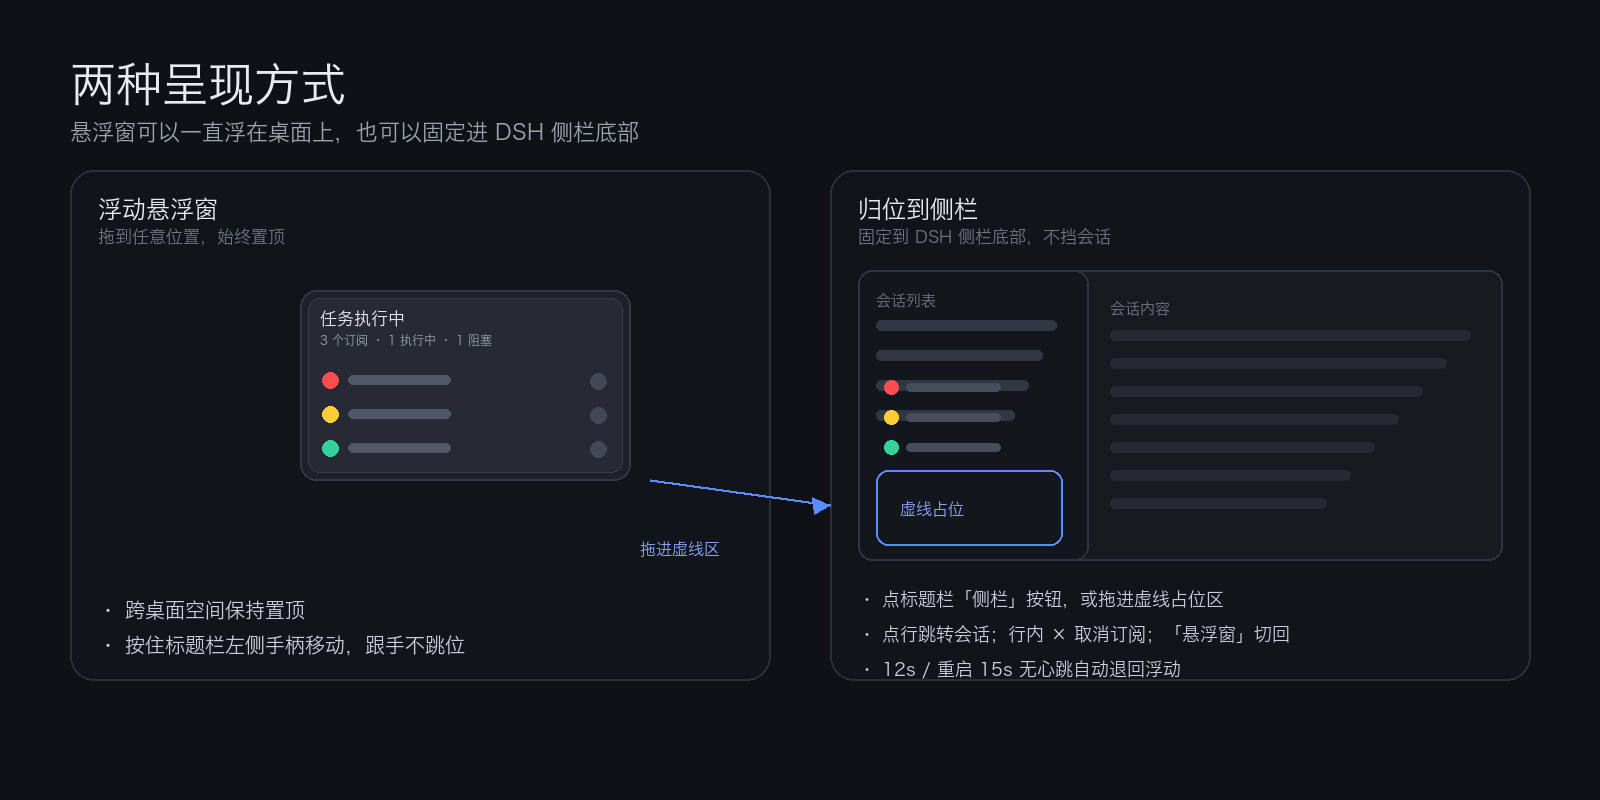 两种呈现方式
悬浮窗可以一直浮在桌面上，也可以固定进 DSH 侧栏底部
浮动悬浮窗
拖到任意位置，始终置顶
任务执行中
3 个订阅 · 1 执行中 · 1 阻塞
拖进虚线区
· 跨桌面空间保持置顶
· 按住标题栏左侧手柄移动，跟手不跳位
归位到侧栏
固定到 DSH 侧栏底部，不挡会话
会话列表
会话内容
虚线占位
· 点标题栏「侧栏」按钮，或拖进虚线占位区
· 点行跳转会话；行内 × 取消订阅；「悬浮窗」切回
· 12s / 重启 15s 无心跳自动退回浮动